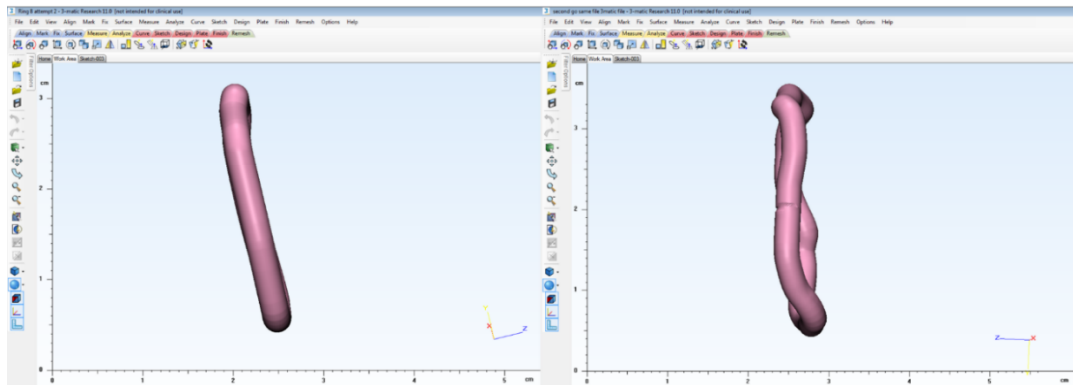 Ring 8 attempt 2 - 3-matic Research 11.0 (not intended for clinical use)
File Edit View Align Mark Fix Surface Measure Analyze Curve Sketch Design Plate Finish Remesh Options Help
Align Mark Fix Surface Measure Analyze Curve Sketch Design Plate Finish Remesh
Home Work Area Sketch-001
Filter Options
cm
3
2
1
0
0 1 2 3 4 5 cm
Y X Z
second go same file 3matic file - 3-matic Research 11.0 (not intended for clinical use)
File Edit View Align Mark Fix Surface Measure Analyze Curve Sketch Design Plate Finish Remesh Options Help
Align Mark Fix Surface Measure Analyze Curve Sketch Design Plate Finish Remesh
Home Work Area Sketch-001
Filter Options
cm
3
2
1
0
0 1 2 3 4 5 cm
Z X